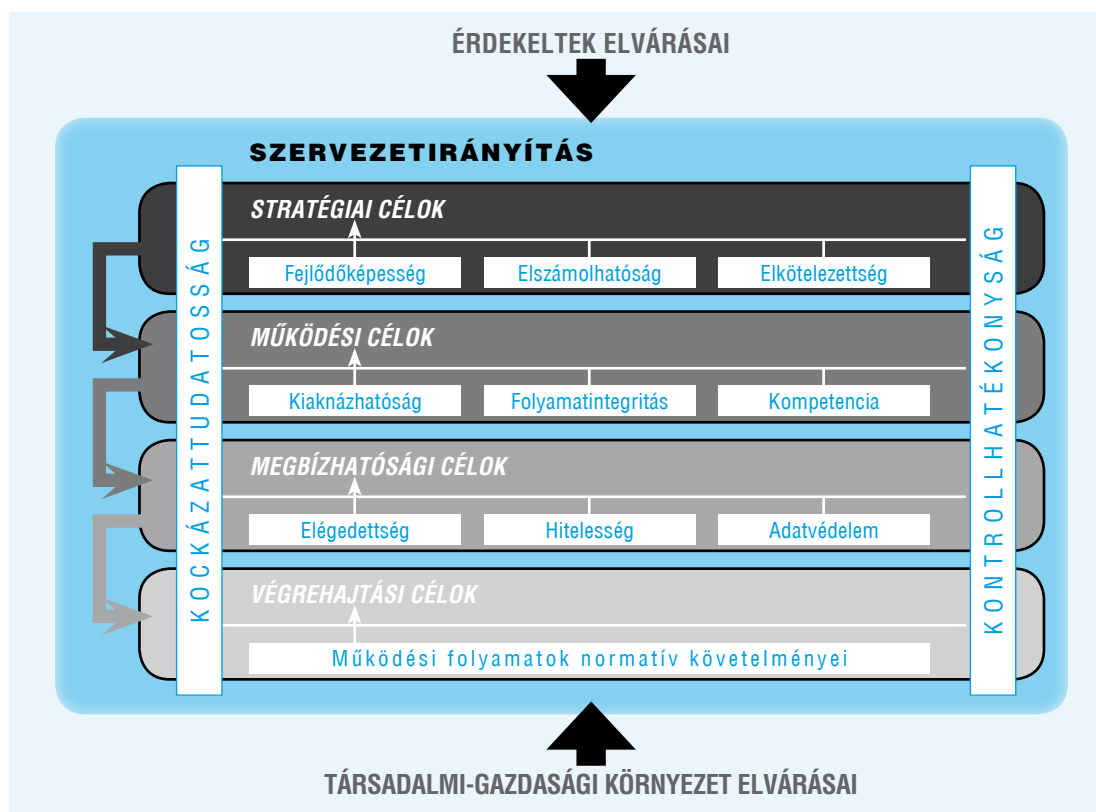 ÉRDEKELTEK ELVÁRÁSAI
SZERVEZETIRÁNYÍTÁS
KOCKÁZATTUDATOSSÁG
STRATÉGIAI CÉLOK
Fejlődőképesség
Elszámolhatóság
Elkötelezettség
MŰKÖDÉSI CÉLOK
Kiaknázhatóság
Folyamatintegritás
Kompetencia
MEGBÍZHATÓSÁGI CÉLOK
Elégedettség
Hitelesség
Adatvédelem
VÉGREHAJTÁSI CÉLOK
Működési folyamatok normatív követelményei
KONTROLLHATÉKONYSÁG
TÁRSADALMI-GAZDASÁGI KÖRNYEZET ELVÁRÁSAI